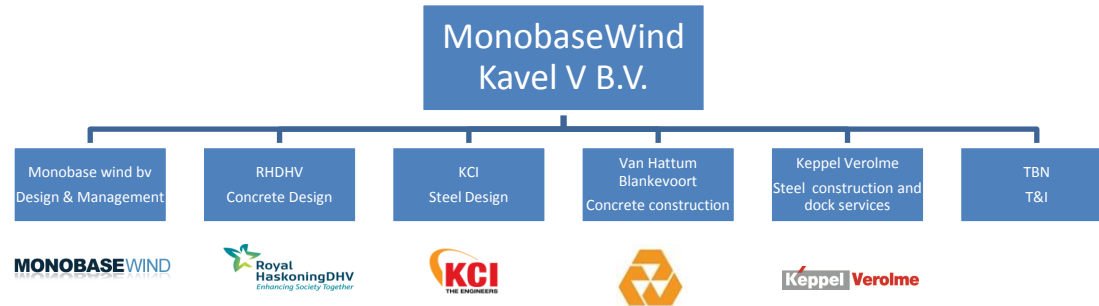 MonobaseWind
Kavel V B.V.
Monobase wind bv
Design & Management
RHDHV
Concrete Design
KCI
Steel Design
Van Hattum
Blankevoort
Concrete construction
Keppel Verolme
Steel construction and
dock services
TBN
T&I
MONOBASEWIND
Royal
HaskoningDHV
Enhancing Society Together
KCI
THE ENGINEERS
Keppel Verolme